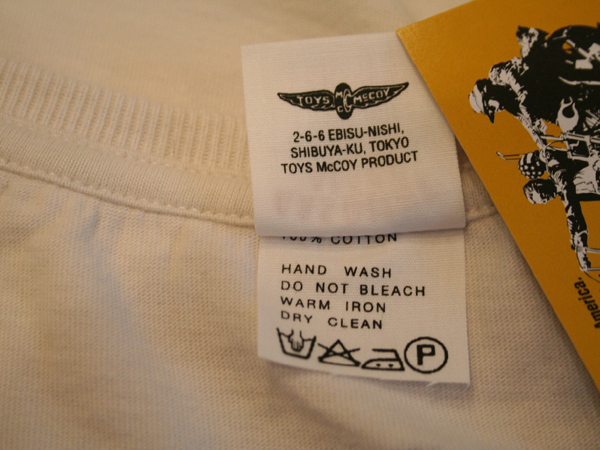 TOYS McCOY
2-6-6 EBISU-NISHI,
SHIBUYA-KU, TOKYO
TOYS McCOY PRODUCT
100% COTTON
HAND WASH
DO NOT BLEACH
WARM IRON
DRY CLEAN
P
America.